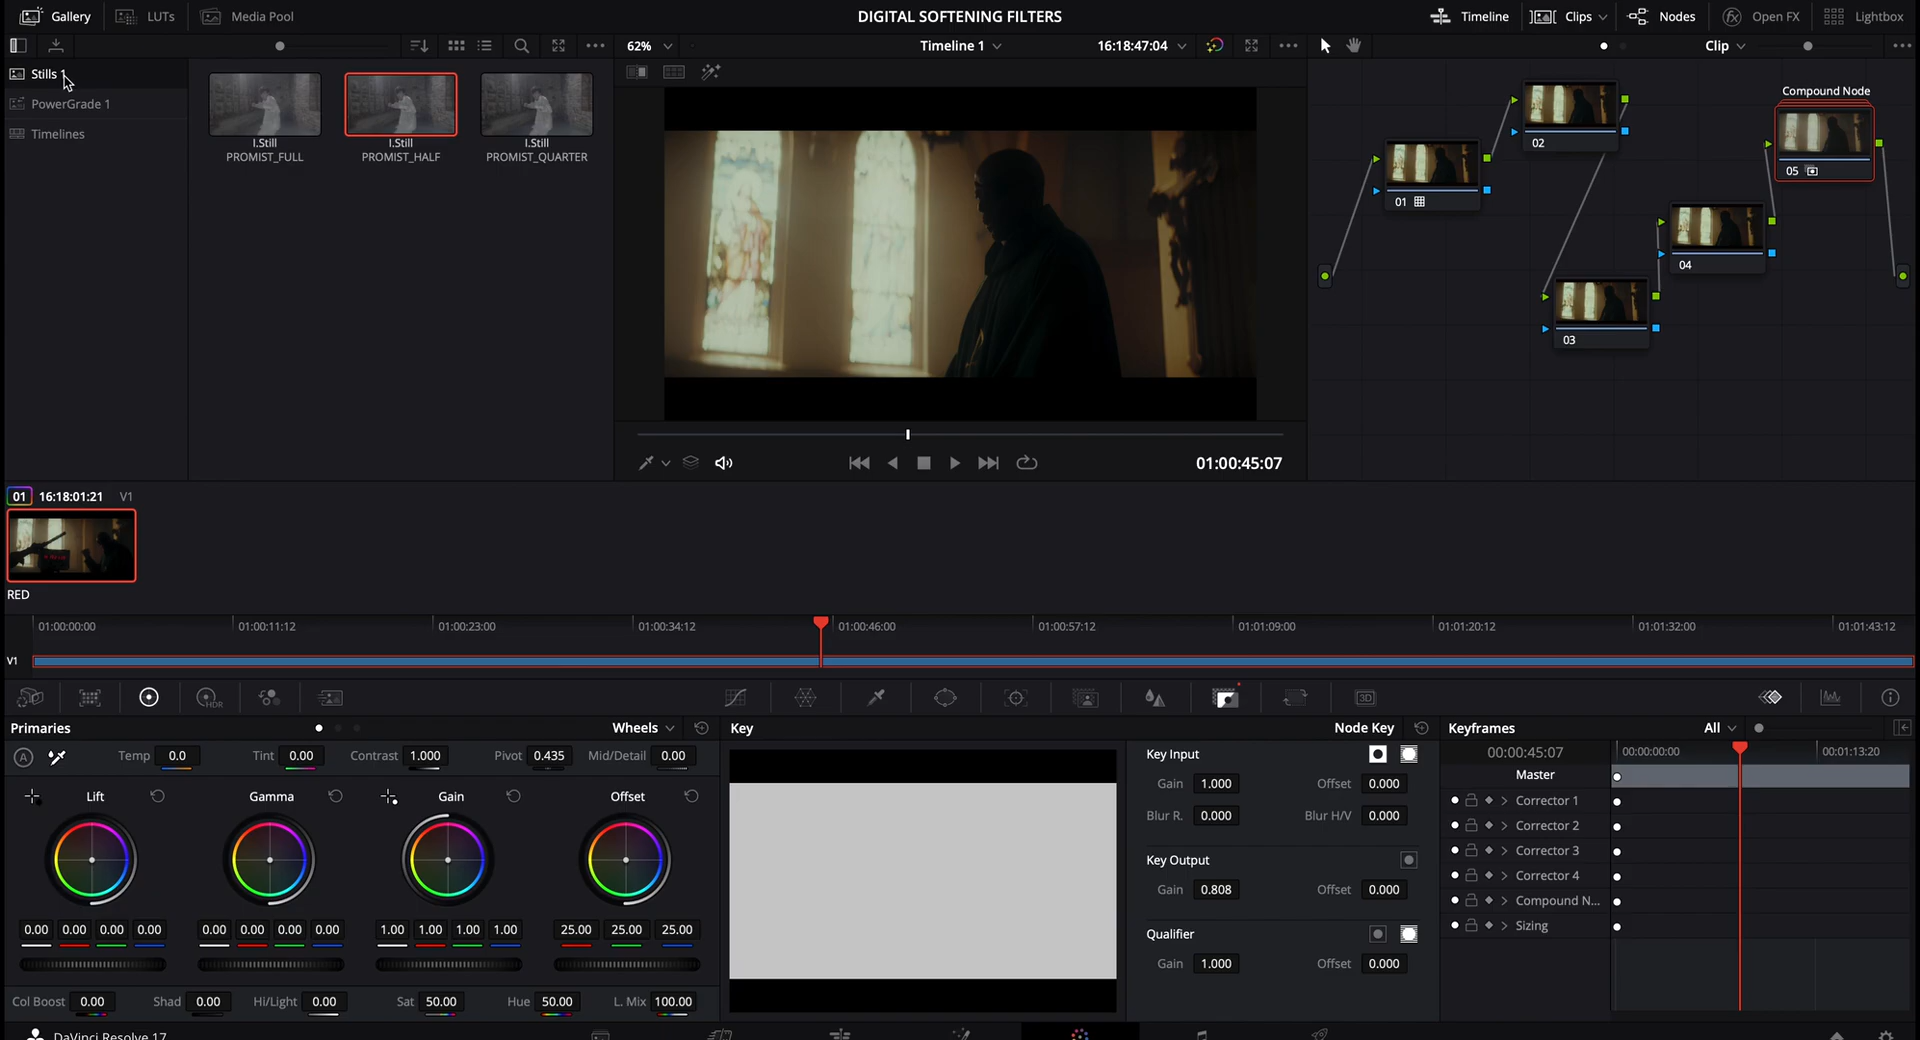 Gallery LUTs Media Pool DIGITAL SOFTENING FILTERS Timeline Clips Nodes Open FX Lightbox
62% Timeline 1 16:18:47:04 Clip
Stills 1
PowerGrade 1
Timelines
I.Still I.Still I.Still
PROMIST_FULL PROMIST_HALF PROMIST_QUARTER
Compound Node
02
05
01
04
03
01:00:45:07
01 16:18:01:21 V1
RED
01:00:00:00 01:00:11:12 01:00:23:00 01:00:34:12 01:00:46:00 01:00:57:12 01:01:09:00 01:01:20:12 01:01:32:00 01:01:43:12
V1
HDR 3D
Primaries Wheels Key Node Key Keyframes All
A Temp 0.0 Tint 0.00 Contrast 1.000 Pivot 0.435 Mid/Detail 0.00
Lift Gamma Gain Offset
0.00 0.00 0.00 0.00 0.00 0.00 0.00 0.00 1.00 1.00 1.00 1.00 25.00 25.00 25.00
Col Boost 0.00 Shad 0.00 Hi/Light 0.00 Sat 50.00 Hue 50.00 L. Mix 100.00
Key Input
Gain 1.000 Offset 0.000
Blur R. 0.000 Blur H/V 0.000
Key Output
Gain 0.808 Offset 0.000
Qualifier
Gain 1.000 Offset 0.000
00:00:45:07 00:00:00:00 00:01:13:20
Master
Corrector 1
Corrector 2
Corrector 3
Corrector 4
Compound N...
Sizing
DaVinci Resolve 17